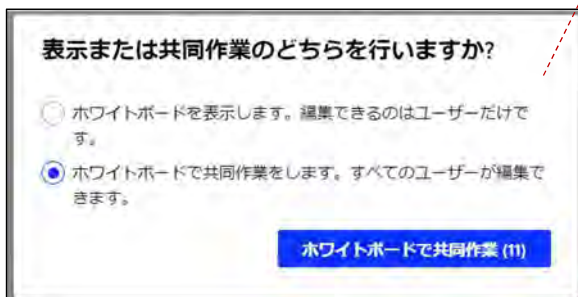 表示または共同作業のどちらを行いますか?
ホワイトボードを表示します。編集できるのはユーザーだけで
す。
ホワイトボードで共同作業をします。すべてのユーザーが編集で
きます。
ホワイトボードで共同作業 (11)